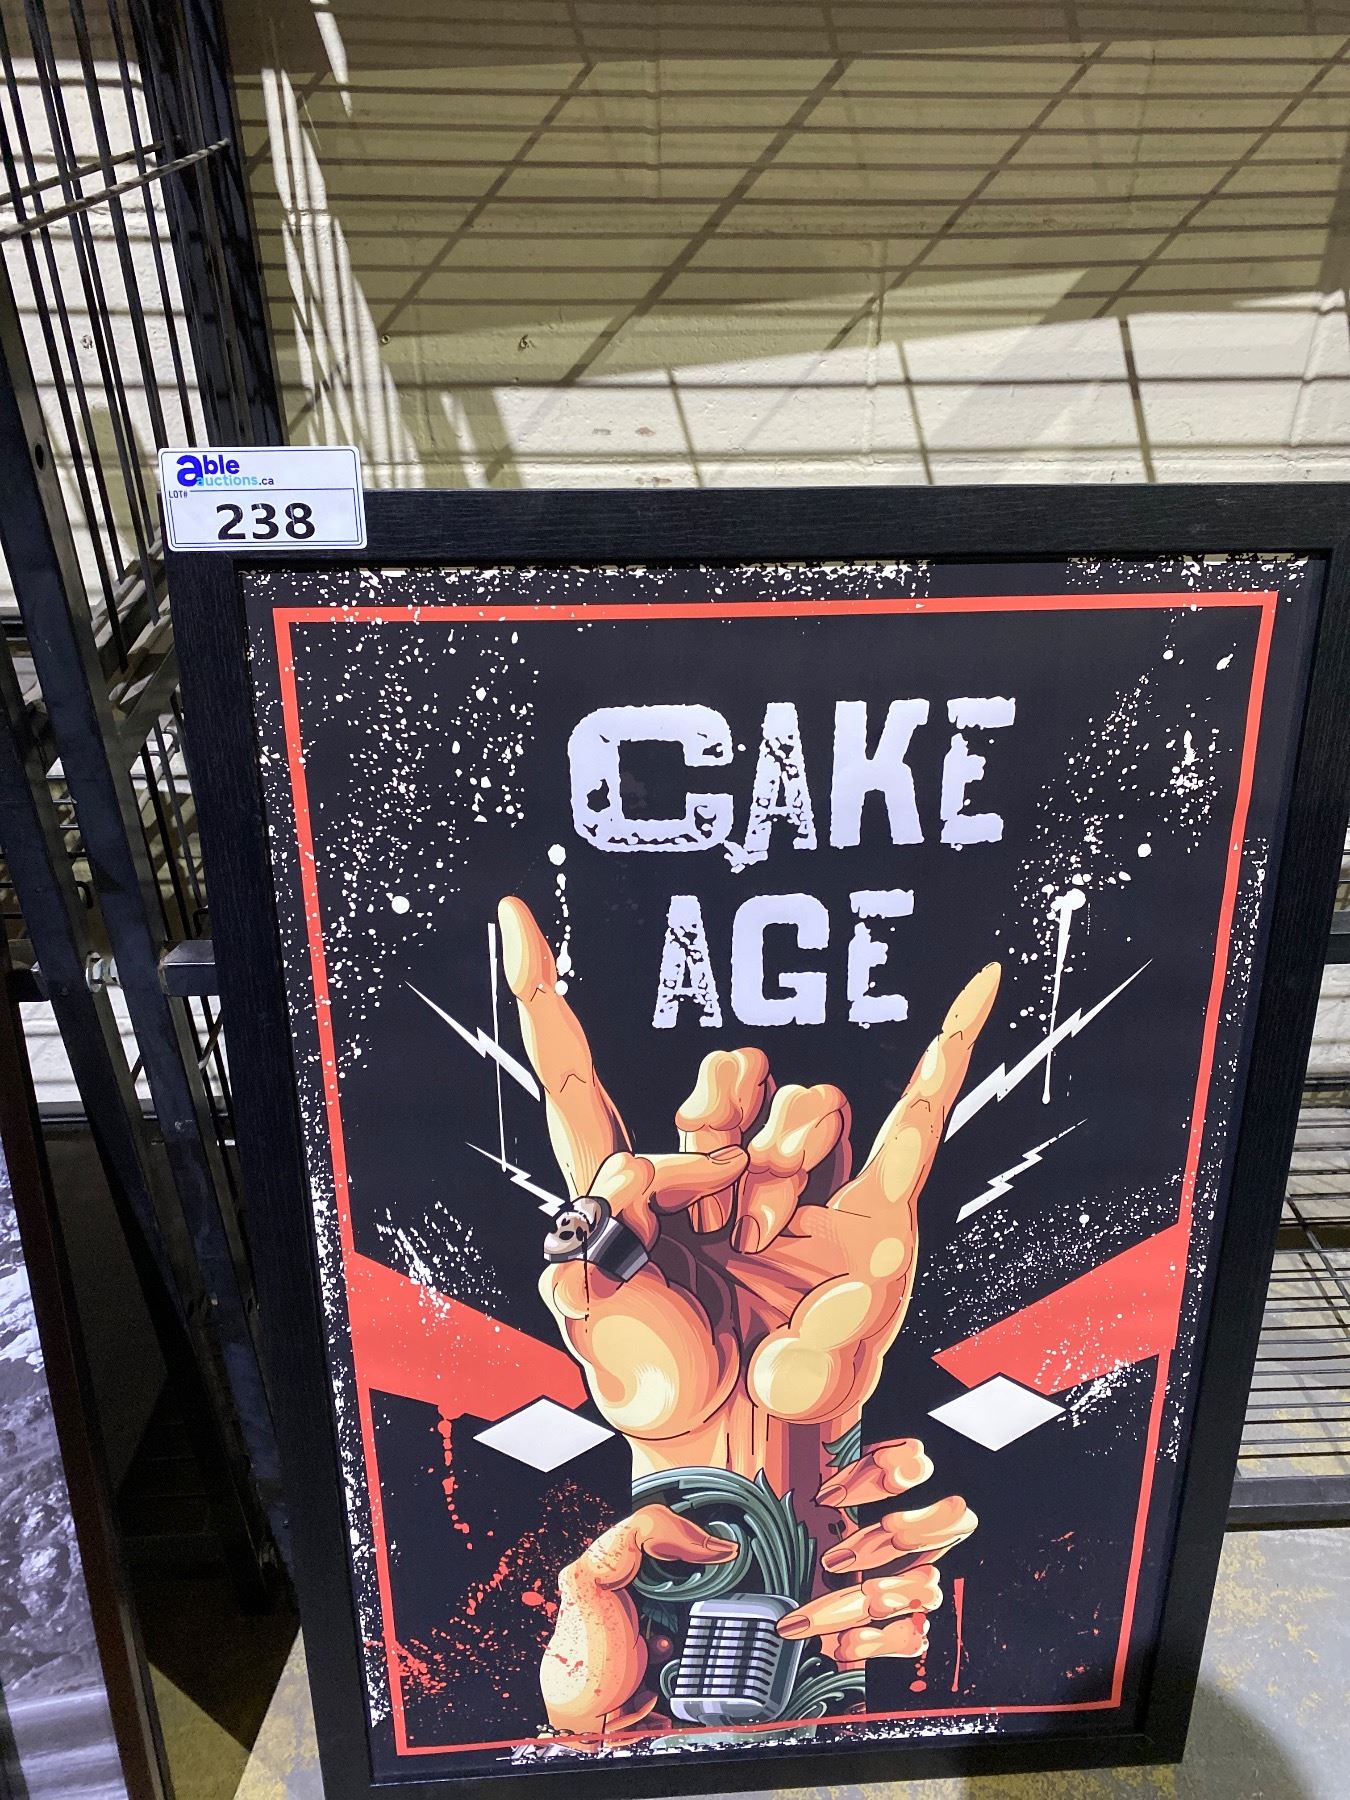 able
auctions.ca
LOT#
238
CAKE
AGE